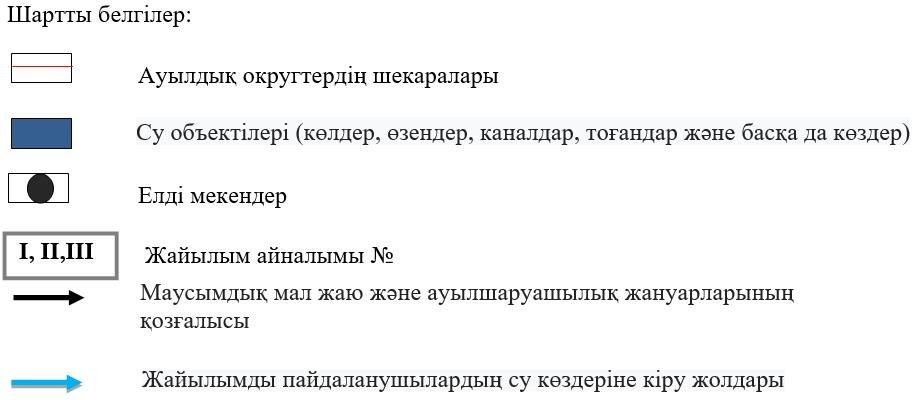 Шартты белгілер:
Ауылдық округтердің шекаралары
Су объектілері (көлдер, өзендер, каналдар, тоғандар және басқа да көздер)
Елді мекендер
I, II,III Жайылым айналымы №
Маусымдық мал жаю және ауылшаруашылық жануарларының
қозғалысы
Жайылымды пайдаланушылардың су көздеріне кіру жолдары